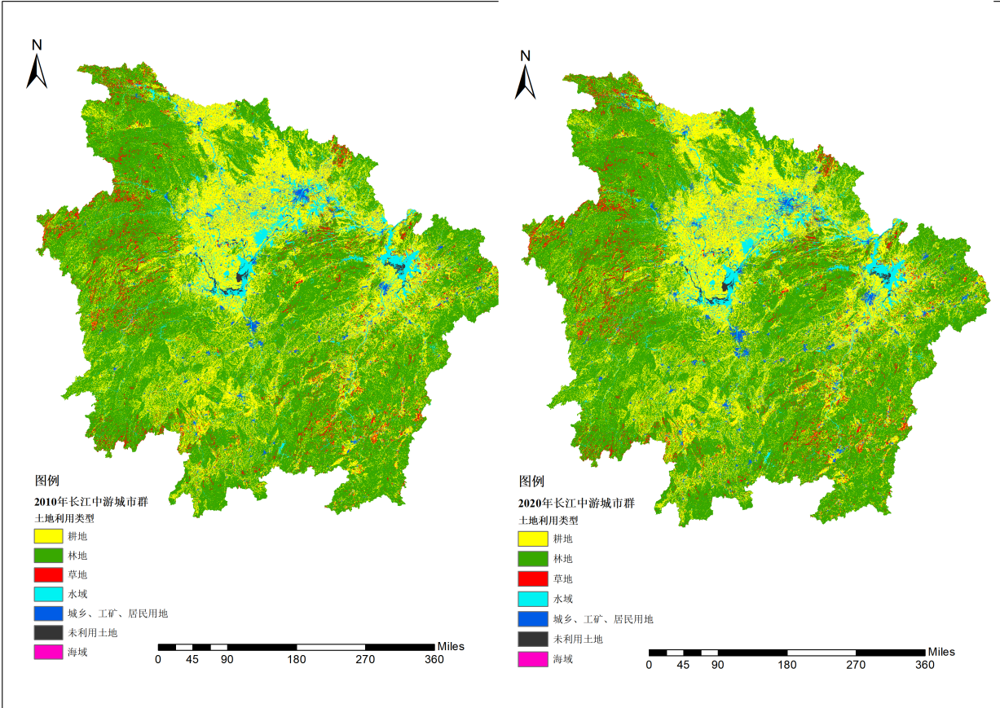 N
图例
2010年长江中游城市群
土地利用类型
耕地
林地
草地
水域
城乡、工矿、居民用地
未利用土地
海域
0 45 90 180 270 360 Miles
N
图例
2020年长江中游城市群
土地利用类型
耕地
林地
草地
水域
城乡、工矿、居民用地
未利用土地
海域
0 45 90 180 270 360 Miles